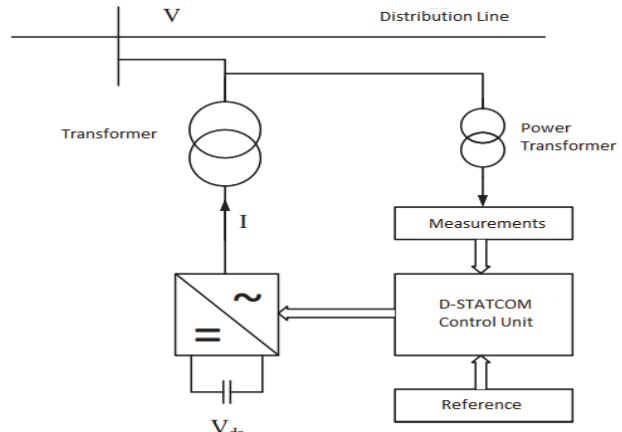 V
Distribution Line
Transformer
Power
Transformer
I
Measurements
D-STATCOM
Control Unit
Reference